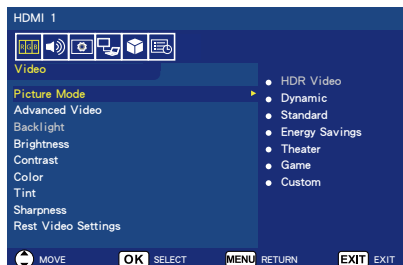 HDMI 1
RGB
Video
Picture Mode
Advanced Video
Backlight
Brightness
Contrast
Color
Tint
Sharpness
Rest Video Settings
HDR Video
Dynamic
Standard
Energy Savings
Theater
Game
Custom
MOVE OK SELECT MENU RETURN EXIT EXIT